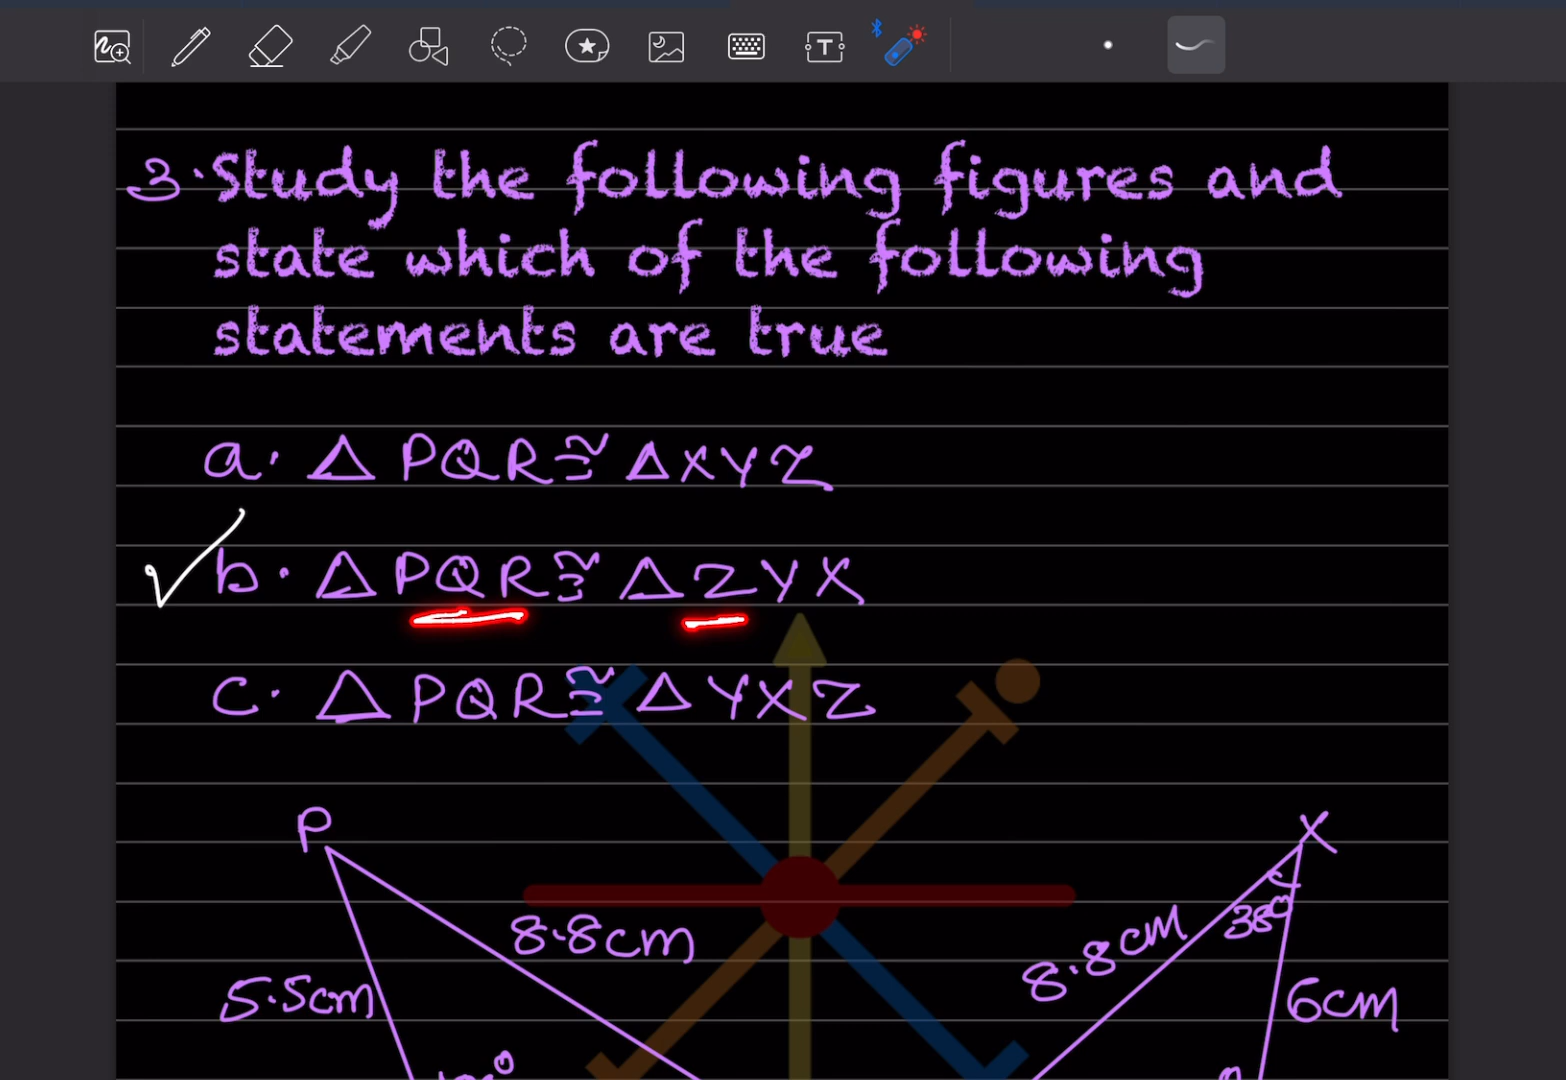 3. Study the following figures and
state which of the following
statements are true
a. △ PQR ≅ △XYZ
b. △ PQR ≅ △ ZYX
c. △ PQR ≅ △ YXZ
P
X
8.8cm
8.8cm
38°
5.5cm
6cm